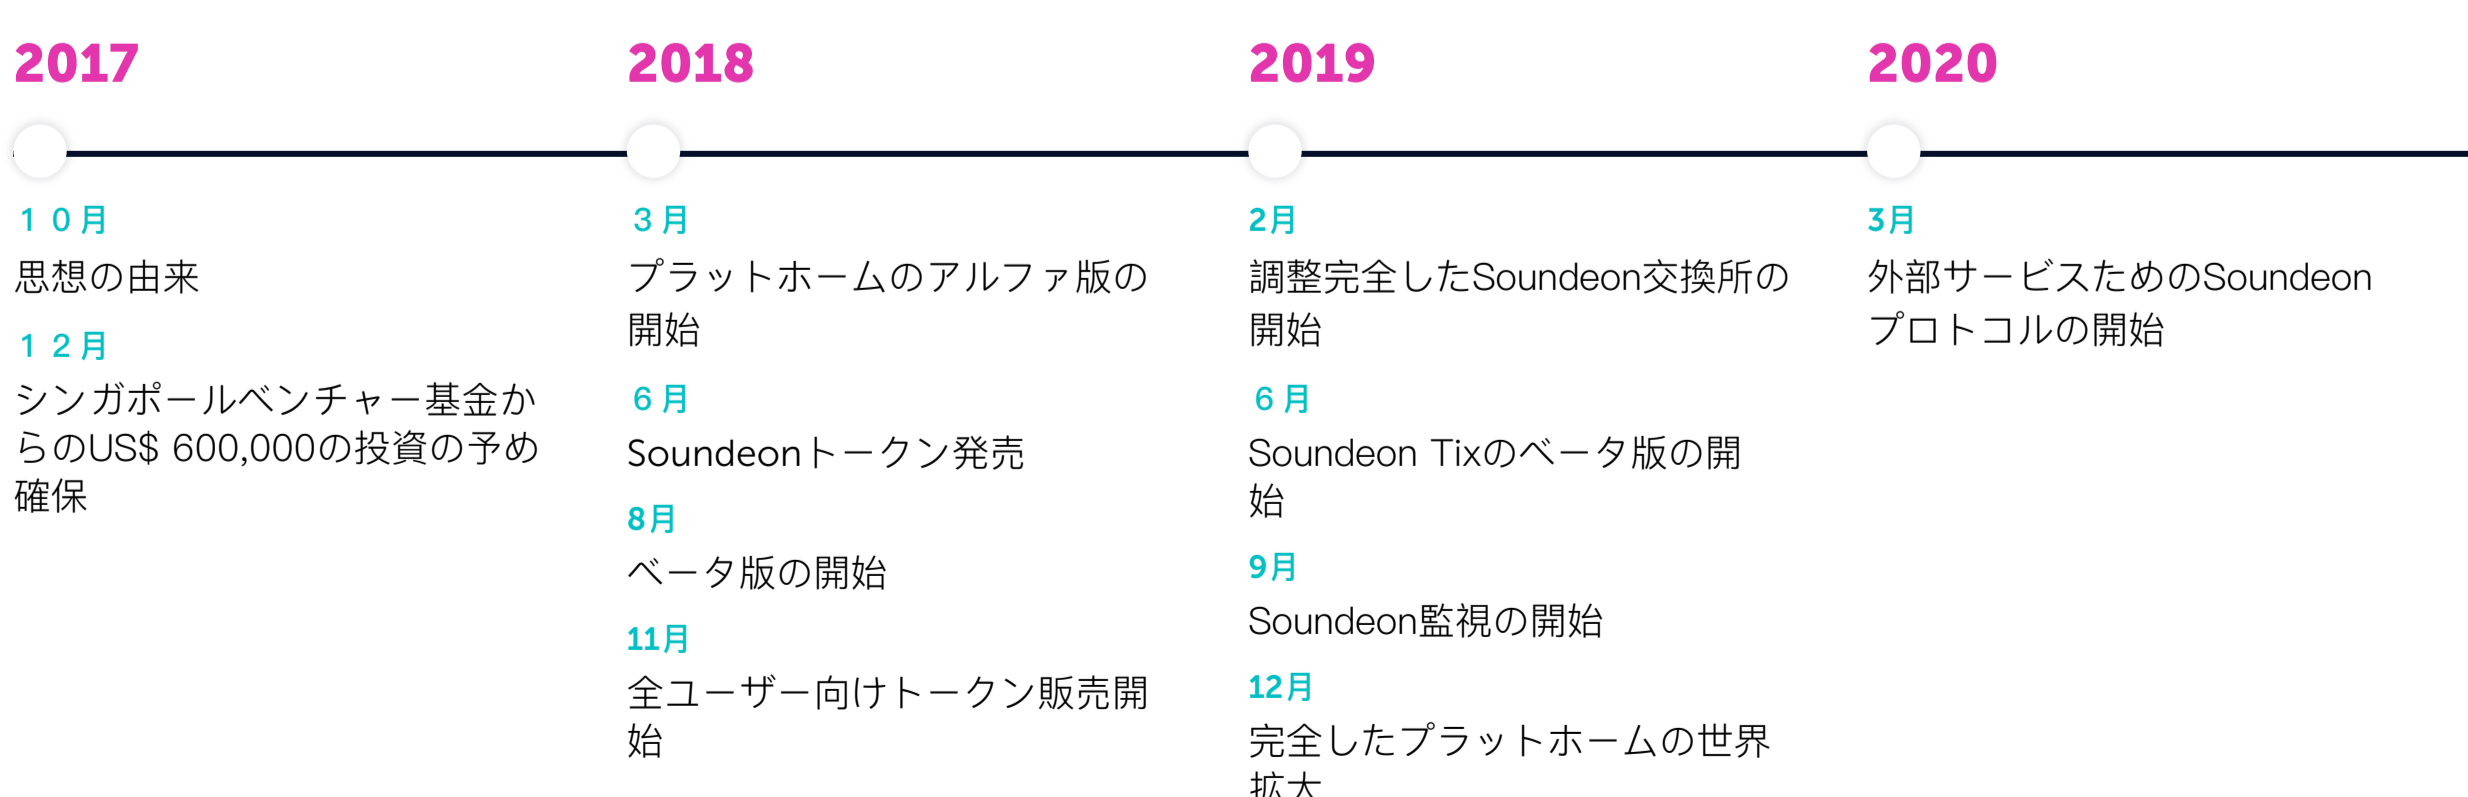 2017
１０月
思想の由来
１２月
シンガポールベンチャー基金か
らのUS$ 600,000の投資の予め
確保
2018
３月
プラットホームのアルファ版の
開始
６月
Soundeonトークン発売
8月
ベータ版の開始
11月
全ユーザー向けトークン販売開
始
2019
2月
調整完全したSoundeon交換所の
開始
６月
Soundeon Tixのベータ版の開
始
9月
Soundeon監視の開始
12月
完全したプラットホームの世界
拡大
2020
3月
外部サービスためのSoundeon
プロトコルの開始